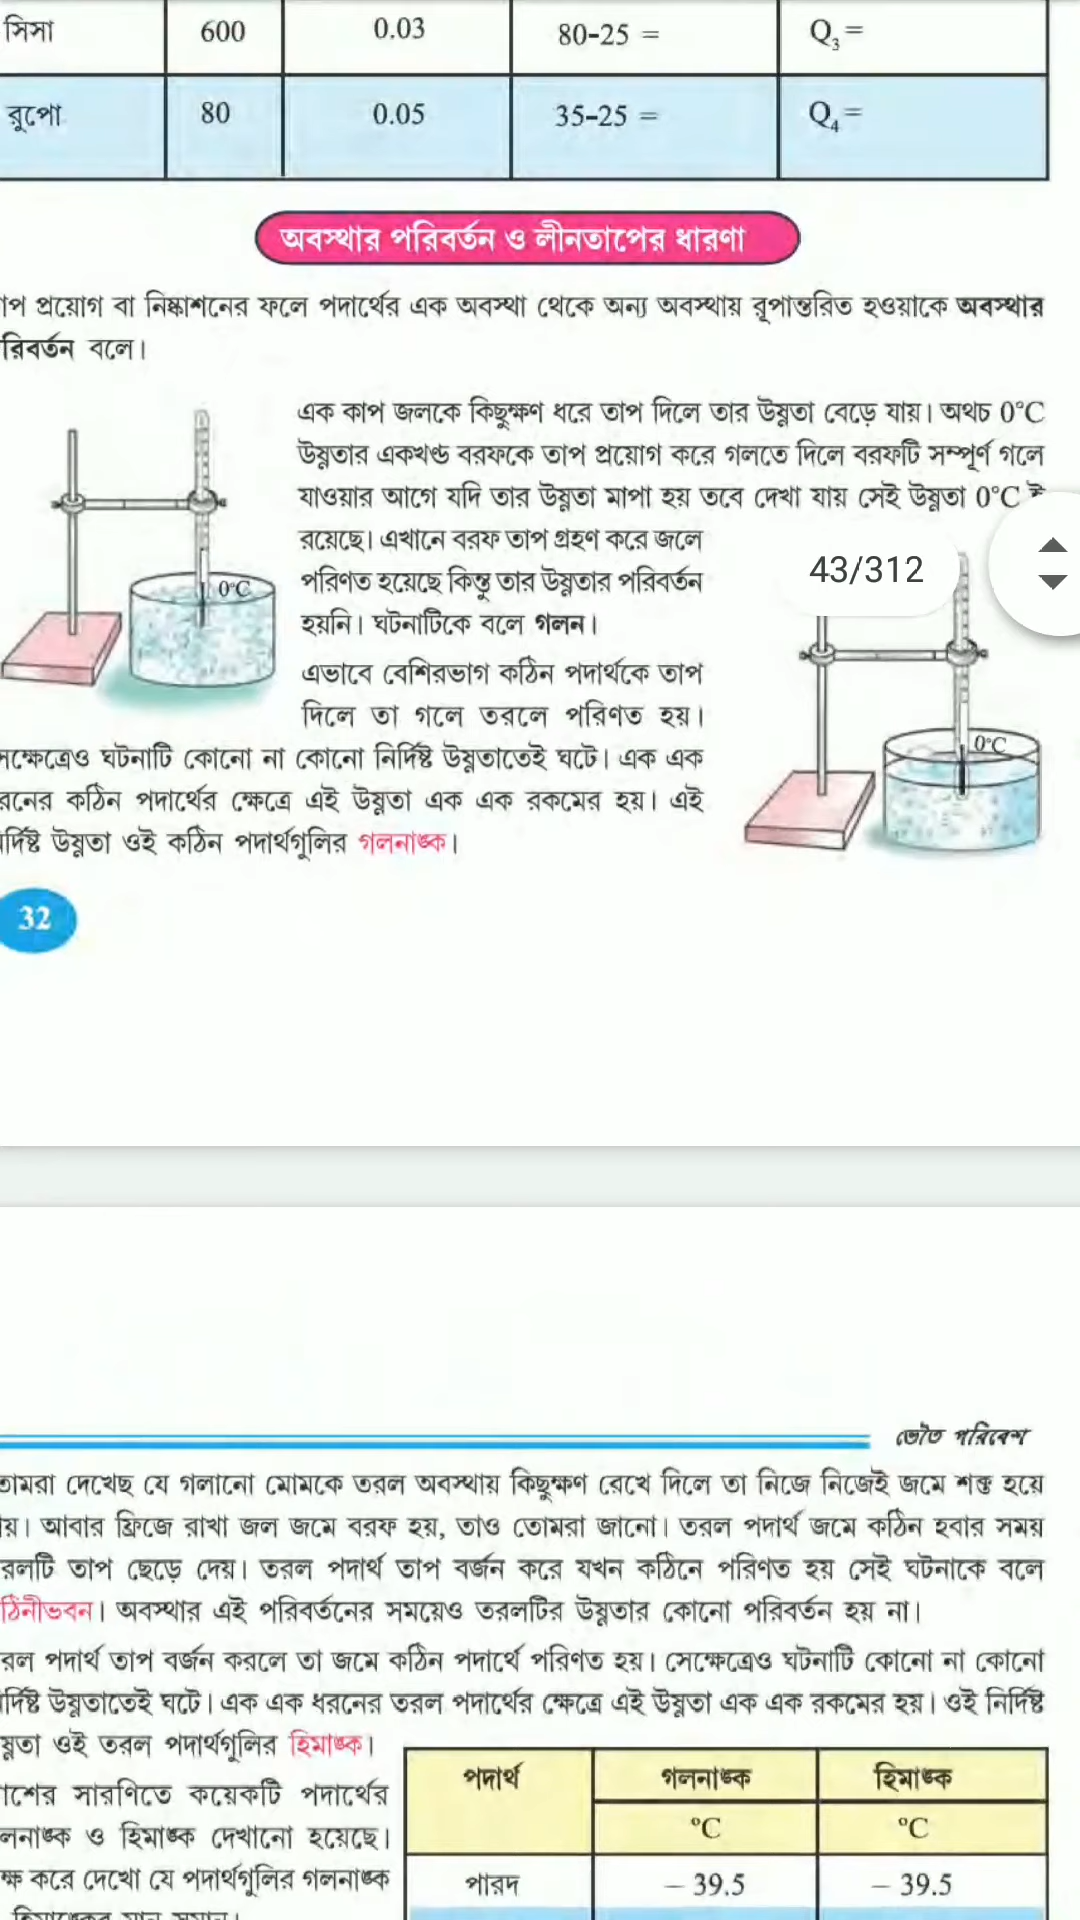 সিসা 600 0.03 80-25 = Q3 =
রুপো 80 0.05 35-25 = Q4 =
অবস্থার পরিবর্তন ও লীনতাপের ধারণা
প্রয়োগ বা নিষ্কাশনের ফলে পদার্থের এক অবস্থা থেকে অন্য অবস্থায় রূপান্তরিত হওয়াকে অবস্থার
বলে।
এক কাপ জলকে কিছুক্ষণ ধরে তাপ দিলে তার উষ্ণতা বেড়ে যায়। অথচ 0°C
উষ্ণতার একখণ্ড বরফকে তাপ প্রয়োগ করে গলতে দিলে বরফটি সম্পূর্ণ গলে
যাওয়ার আগে যদি তার উষ্ণতা মাপা হয় তবে দেখা যায় সেই উষ্ণতা 0°C ই
রয়েছে। এখানে বরফ তাপ গ্রহণ করে জলে
পরিণত হয়েছে কিন্তু তার উষ্ণতার পরিবর্তন
হয়নি। ঘটনাটিকে বলে গলন।
0°C
43/312
এভাবে বেশিরভাগ কঠিন পদার্থকে তাপ
দিলে তা গলে তরলে পরিণত হয়।
ঘটনাটি কোনো না কোনো নির্দিষ্ট উষ্ণতাতেই ঘটে। এক এক
কঠিন পদার্থের ক্ষেত্রে এই উষ্ণতা এক এক রকমের হয়। এই
উষ্ণতা ওই কঠিন পদার্থগুলির গলনাঙ্ক।
0°C
32
ভৌত পরিবেশ
দেখেছ যে গলানো মোমকে তরল অবস্থায় কিছুক্ষণ রেখে দিলে তা নিজে নিজেই জমে শক্ত হয়ে
আবার ফ্রিজে রাখা জল জমে বরফ হয়, তাও তোমরা জানো। তরল পদার্থ জমে কঠিন হবার সময়
তাপ ছেড়ে দেয়। তরল পদার্থ তাপ বর্জন করে যখন কঠিনে পরিণত হয় সেই ঘটনাকে বলে
অবস্থার এই পরিবর্তনের সময়েও তরলটির উষ্ণতার কোনো পরিবর্তন হয় না।
পদার্থ তাপ বর্জন করলে তা জমে কঠিন পদার্থে পরিণত হয়। সেক্ষেত্রেও ঘটনাটি কোনো না কোনো
উষ্ণতাতেই ঘটে। এক এক ধরনের তরল পদার্থের ক্ষেত্রে এই উষ্ণতা এক এক রকমের হয়। ওই নির্দিষ্ট
ওই তরল পদার্থগুলির হিমাঙ্ক।
সারণিতে কয়েকটি পদার্থের
ও হিমাঙ্ক দেখানো হয়েছে।
করে দেখো যে পদার্থগুলির গলনাঙ্ক
পদার্থ গলনাঙ্ক হিমাঙ্ক
°C °C
পারদ – 39.5 – 39.5